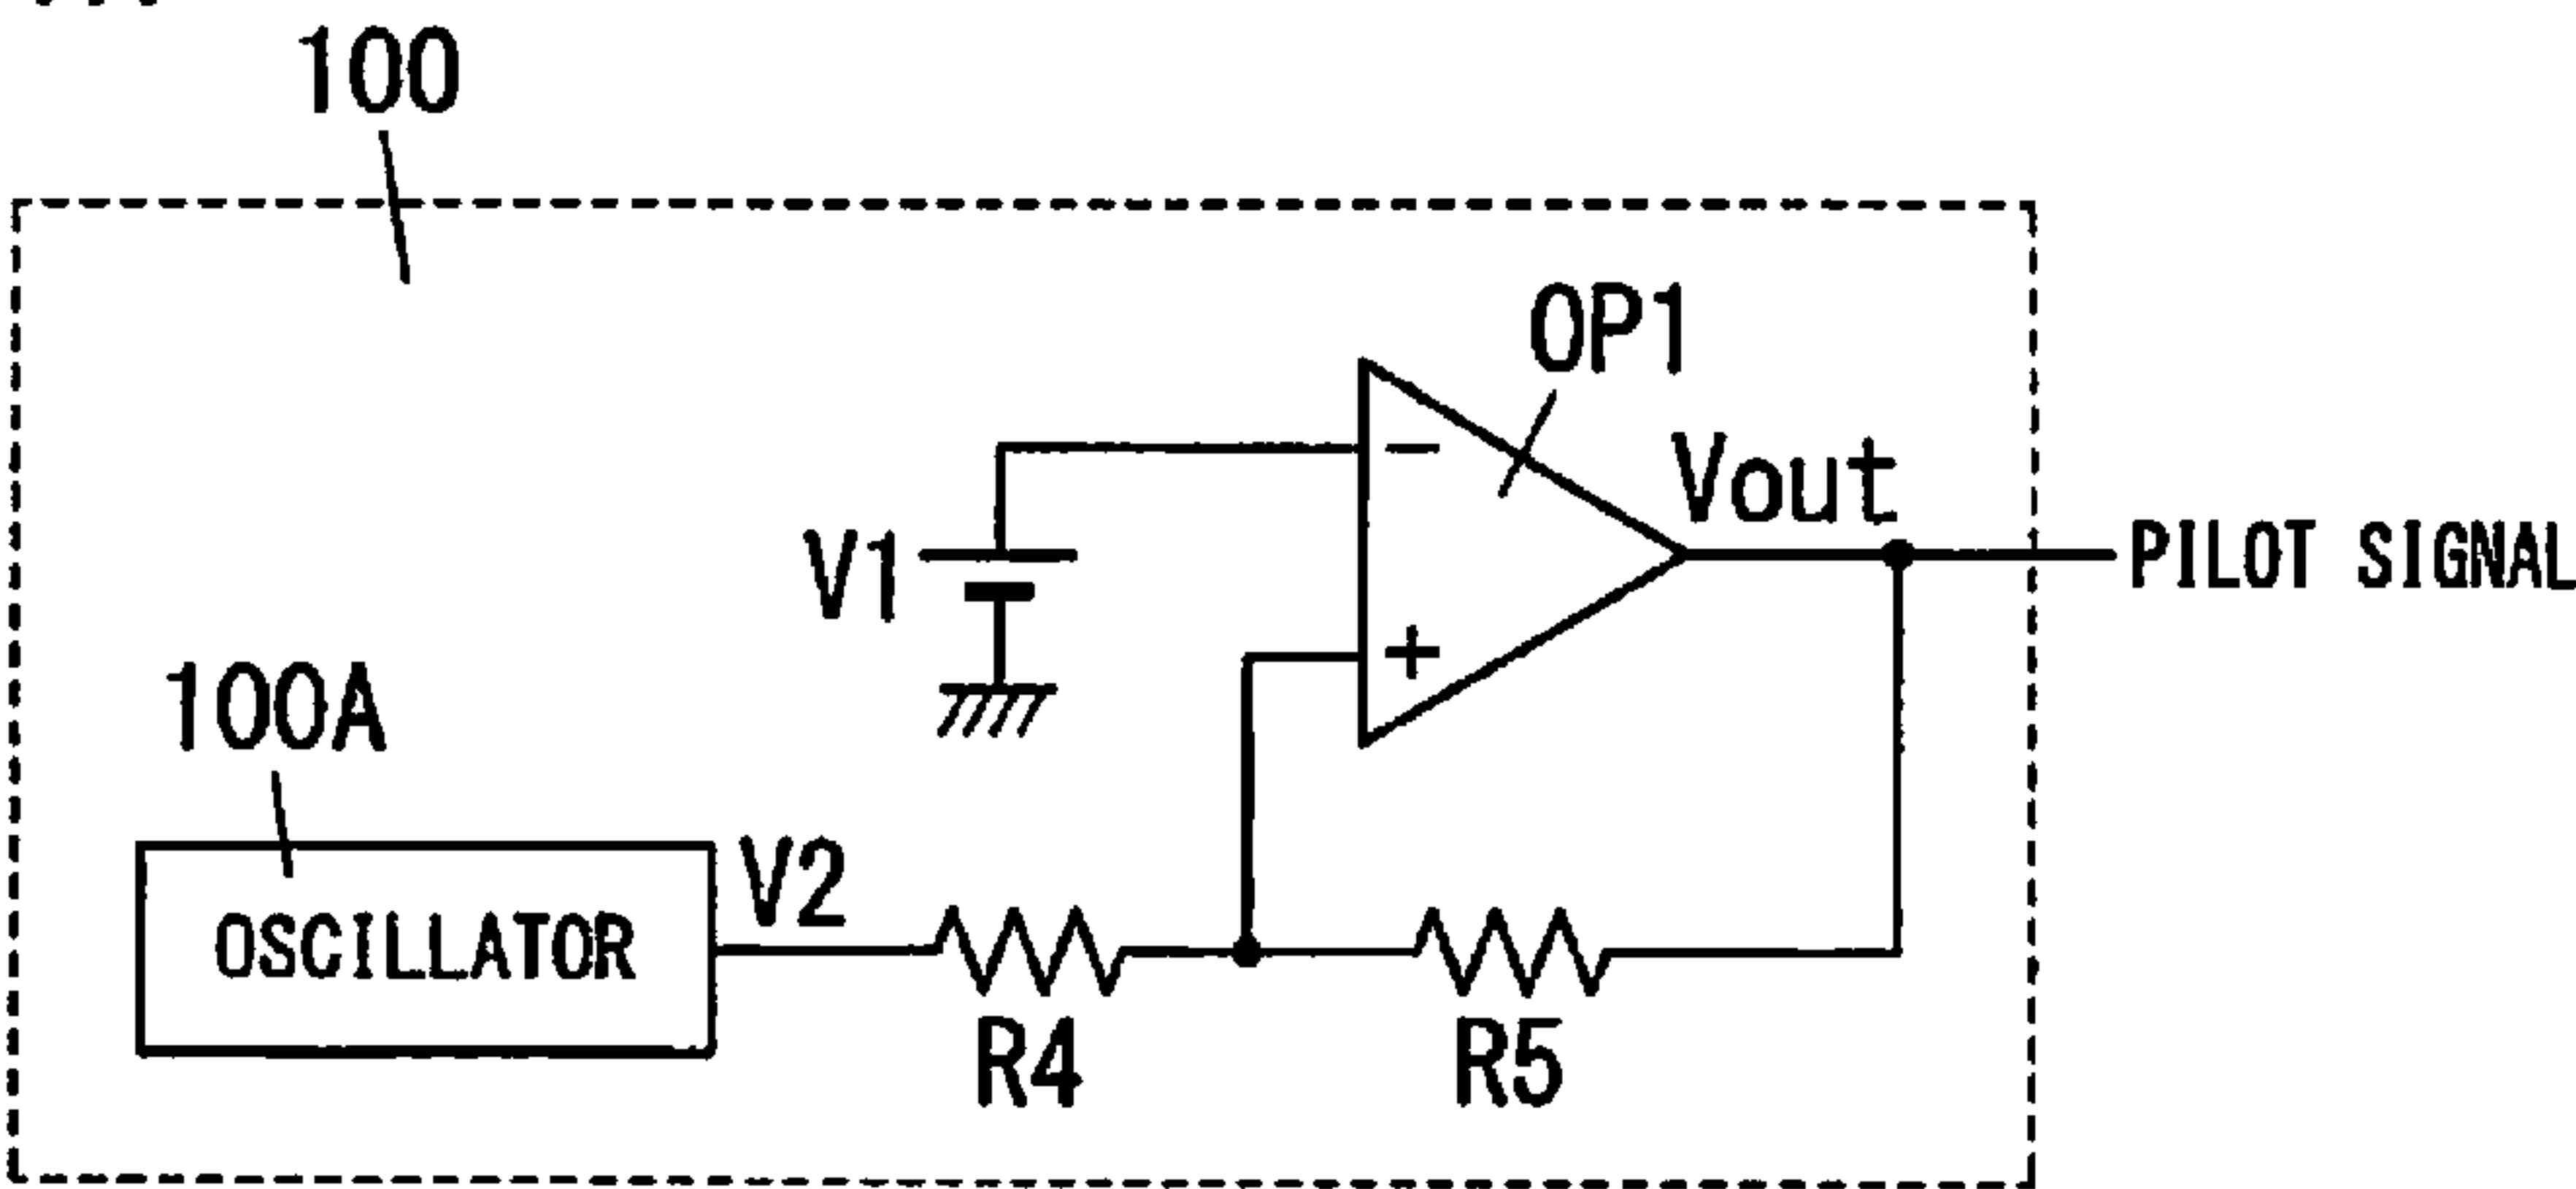 100
OP1
−
Vout
V1
PILOT SIGNAL
+
100A
V2
OSCILLATOR
R4
R5